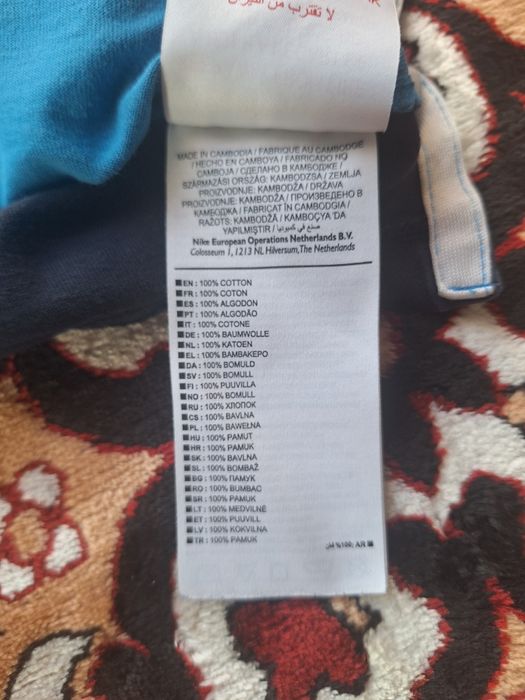 لا تقترب من النيران
MADE IN CAMBODIA / FABRIQUE AU CAMBODGE
/ HECHO EN CAMBOYA / FABRICADO NO
CAMBOJA / СДЕЛАНО В КАМБОДЖЕ /
SZÁRMAZÁSI ORSZÁG: KAMBODZSA / ZEMLJA
PROIZVODNJE: KAMBODŽA / DRŽAVA
PROIZVODNJE: KAMBODŽA / ПРОИЗВЕДЕНО В
КАМБОДЖА / FABRICAT ÎN CAMBODGIA /
RAŽOTS: KAMBODŽĀ / KAMBOÇYA DA
YAPILMIŞTIR / صنع في كمبوديا
Nike European Operations Netherlands B.V.
Colosseum 1, 1213 NL Hilversum, The Netherlands
EN : 100% COTTON
FR : 100% COTON
ES : 100% ALGODON
PT : 100% ALGODÃO
IT : 100% COTONE
DE : 100% BAUMWOLLE
NL : 100% KATOEN
EL : 100% ΒΑΜΒΑΚΕΡΟ
DA : 100% BOMULD
SV : 100% BOMULL
FI : 100% PUUVILLA
NO : 100% BOMULL
RU : 100% ХЛОПОК
CS : 100% BAVLNA
PL : 100% BAWEŁNA
HU : 100% PAMUT
HR : 100% PAMUK
SK : 100% BAVLNA
SL : 100% BOMBAŽ
BG : 100% ПАМУК
RO : 100% BUMBAC
SR : 100% PAMUK
LT : 100% MEDVILNĖ
ET : 100% PUUVILL
LV : 100% KOKVILNA
TR : 100% PAMUK
AR :100% قطن